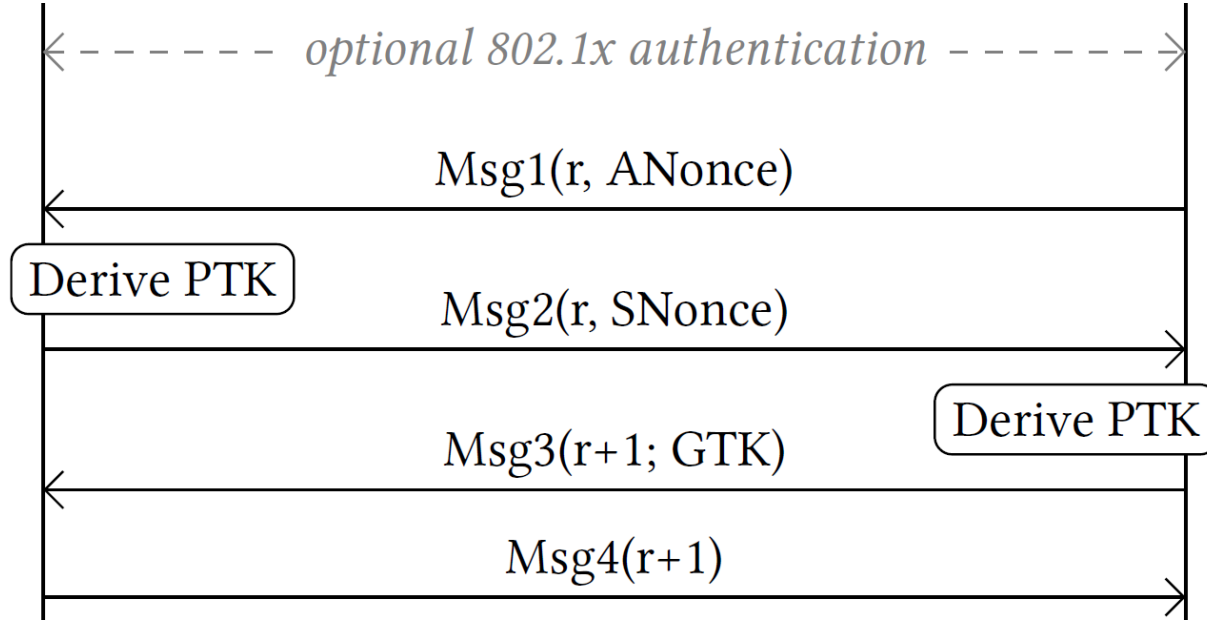 optional 802.1x authentication
Msg1(r, ANonce)
Derive PTK
Msg2(r, SNonce)
Derive PTK
Msg3(r+1; GTK)
Msg4(r+1)